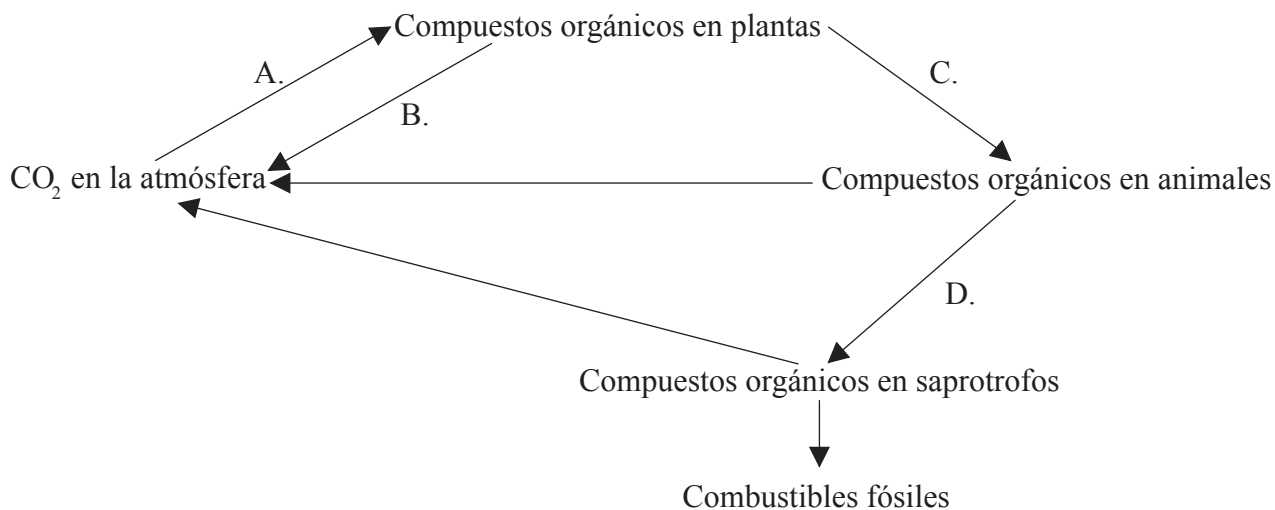 Compuestos orgánicos en plantas
A.
C.
B.
CO₂ en la atmósfera
Compuestos orgánicos en animales
D.
Compuestos orgánicos en saprotrofos
Combustibles fósiles